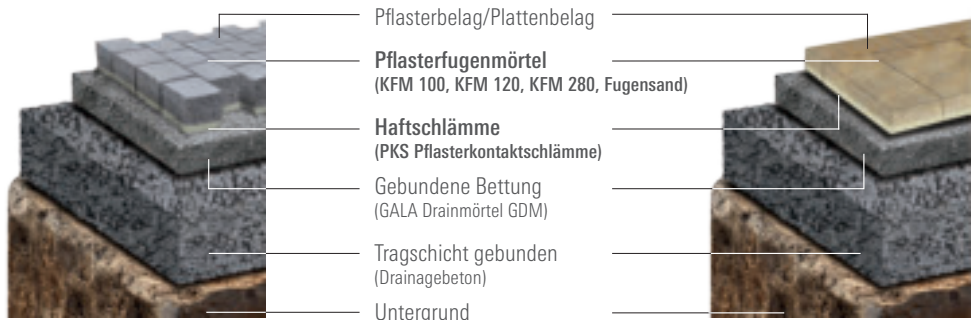 Pflasterbelag/Plattenbelag
Pflasterfugenmörtel
(KFM 100, KFM 120, KFM 280, Fugensand)
Haftschlämme
(PKS Pflasterkontaktschlämme)
Gebundene Bettung
(GALA Drainmörtel GDM)
Tragschicht gebunden
(Drainagebeton)
Untergrund